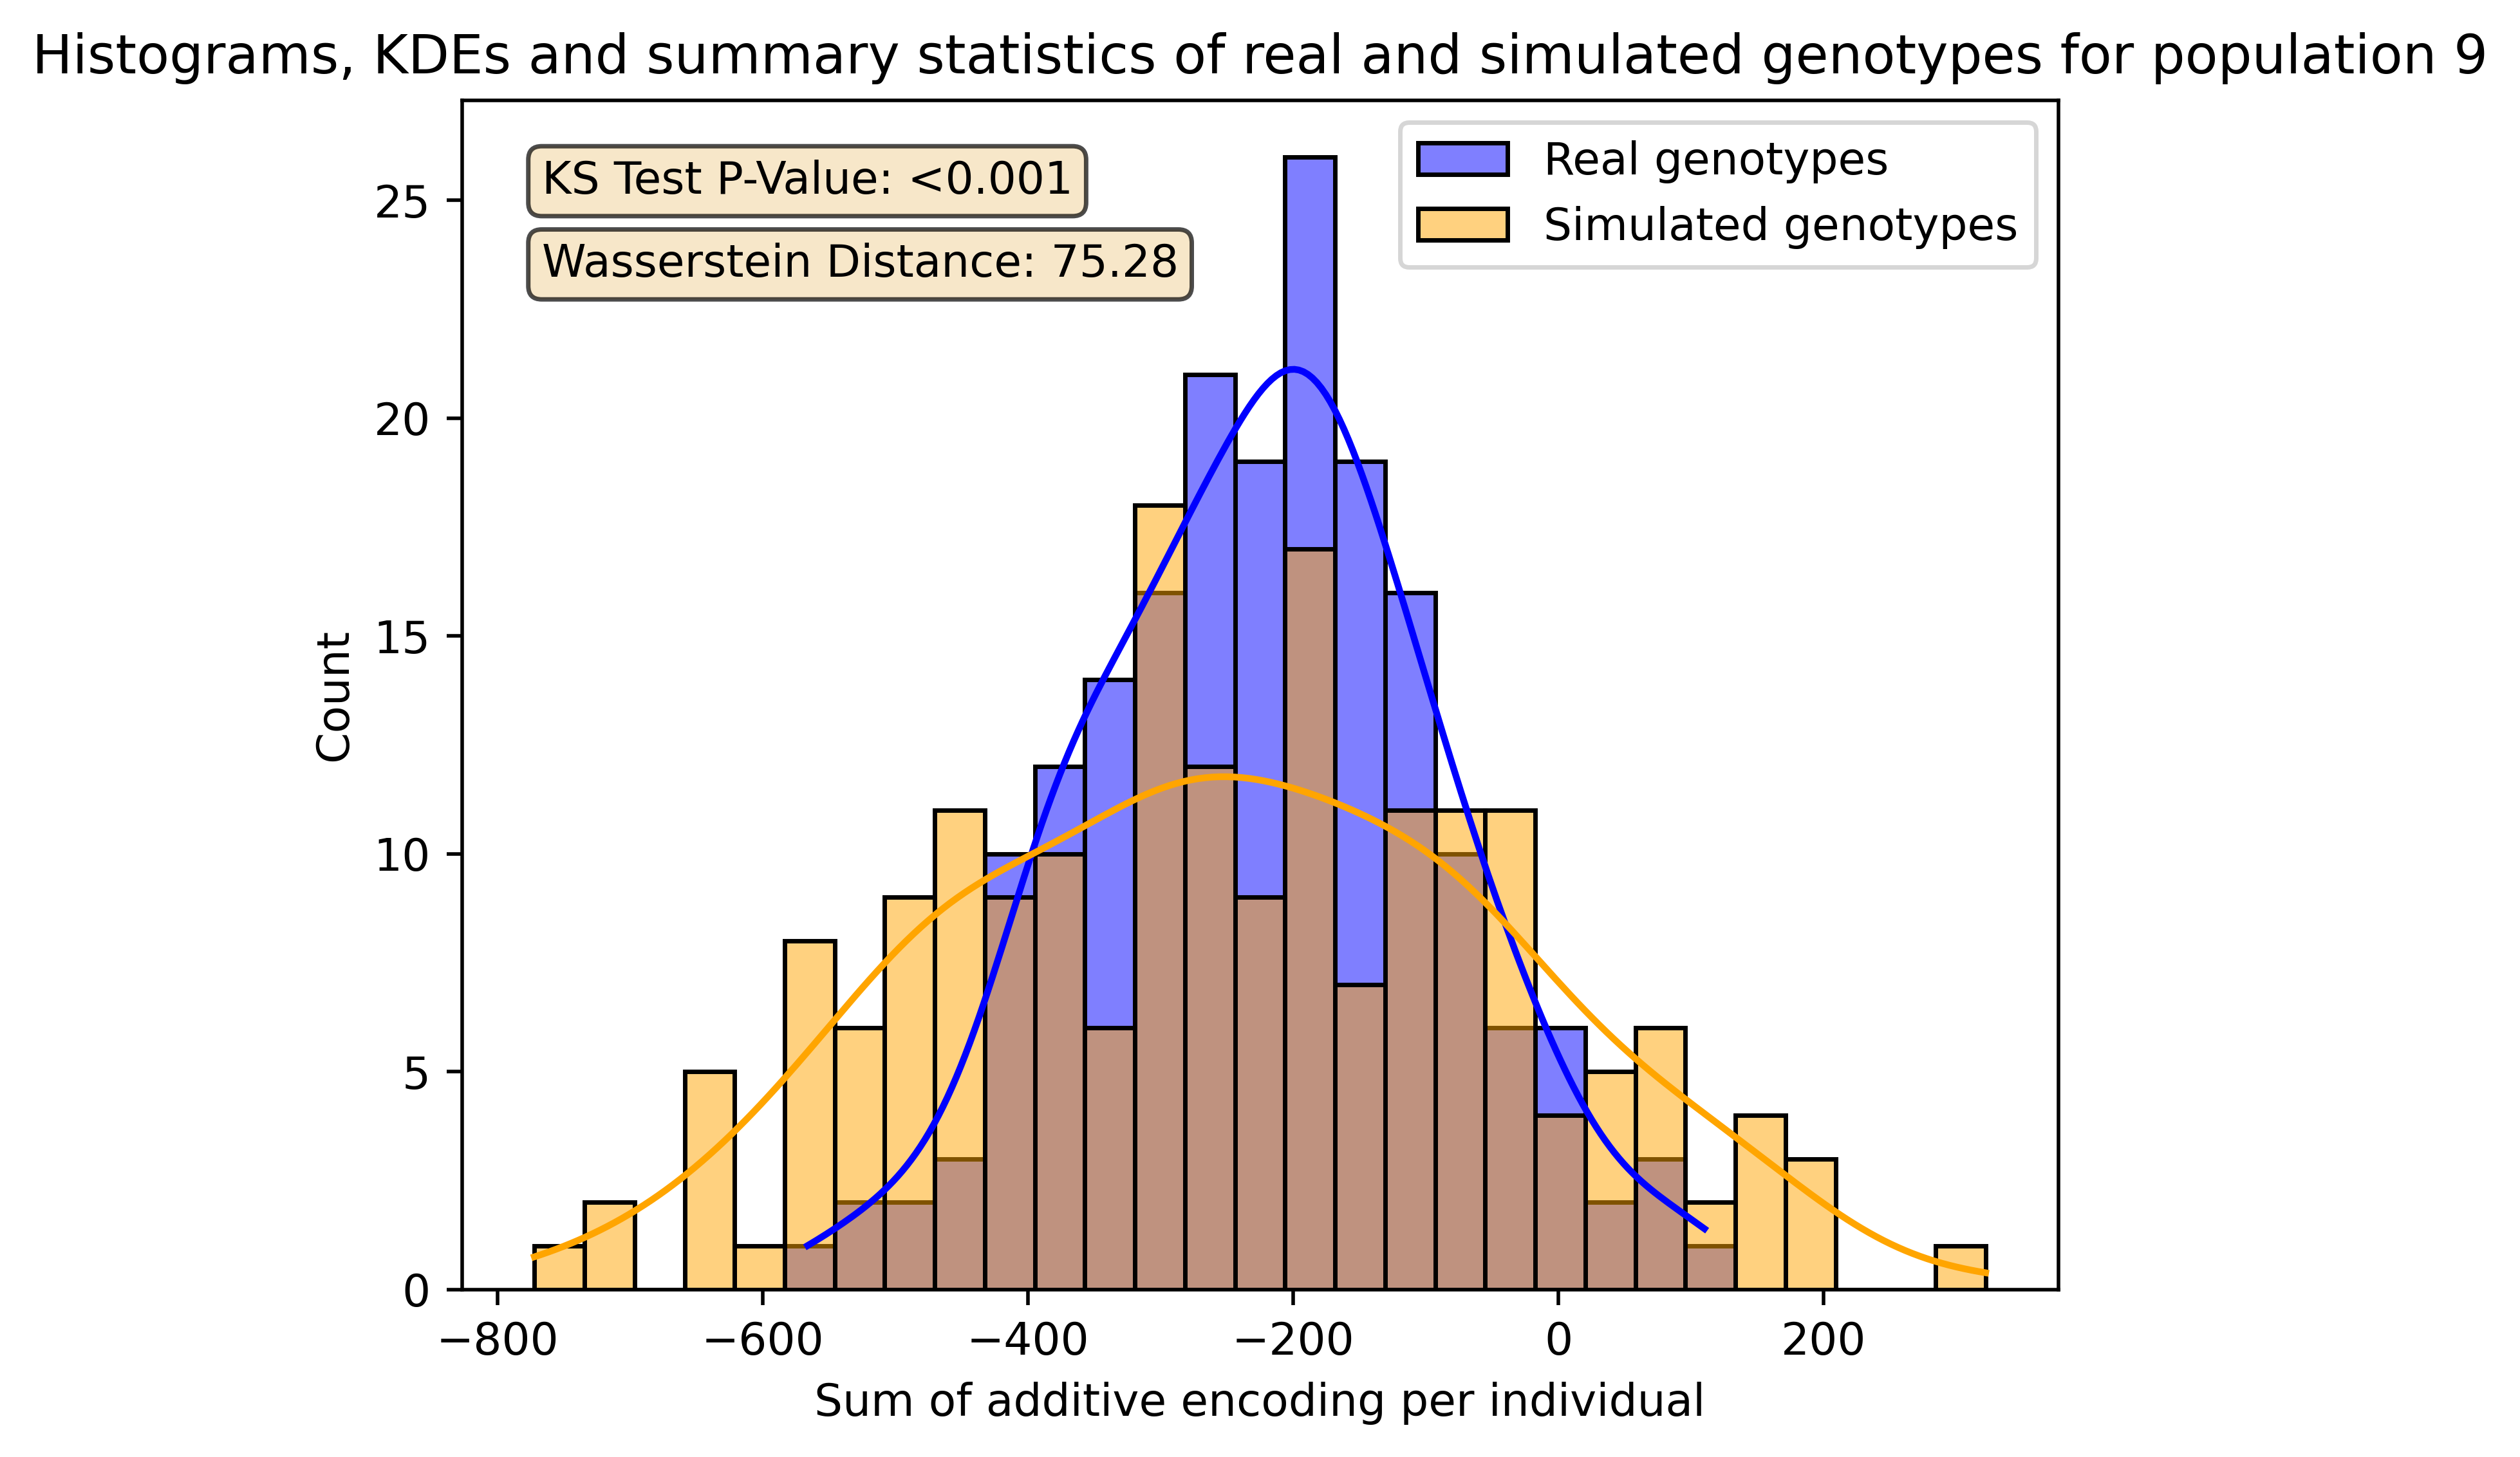 Histograms, KDEs and summary statistics of real and simulated genotypes for population 9
KS Test P-Value: <0.001
Wasserstein Distance: 75.28
Real genotypes
Simulated genotypes
Count
25
20
15
10
5
0
−800 −600 −400 −200 0 200
Sum of additive encoding per individual